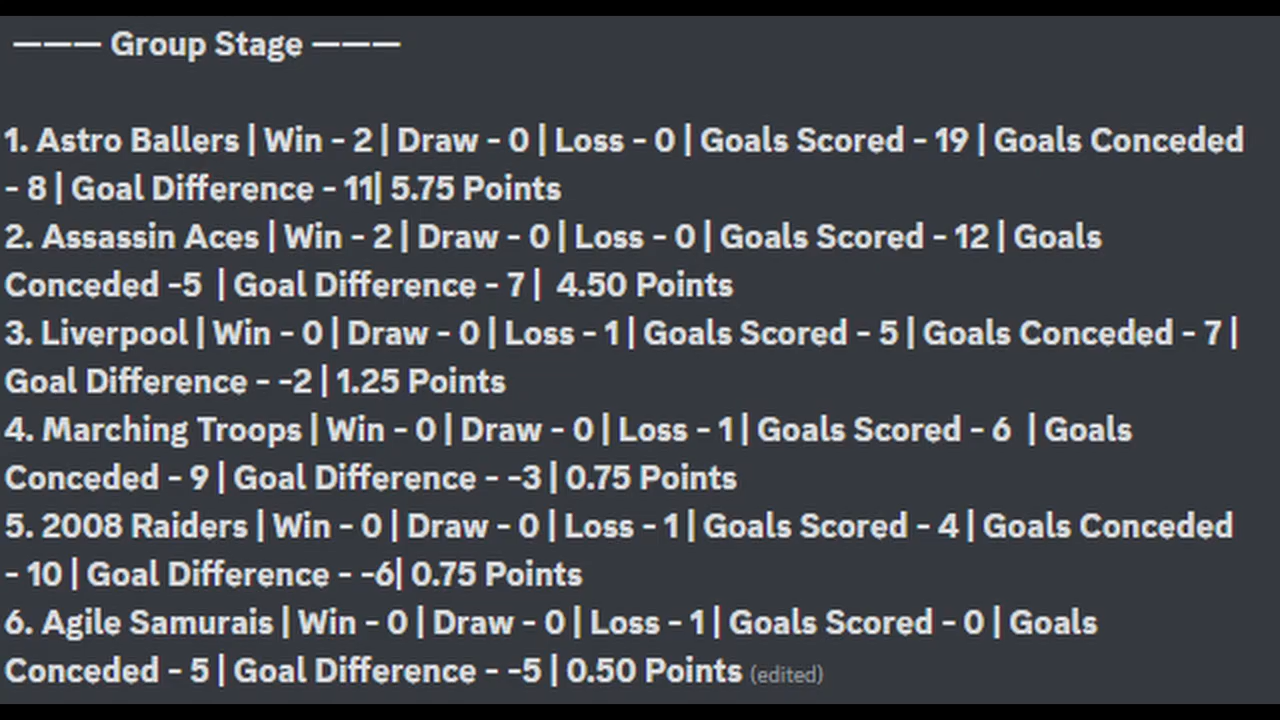 ——— Group Stage ———
1. Astro Ballers | Win - 2 | Draw - 0 | Loss - 0 | Goals Scored - 19 | Goals Conceded
- 8 | Goal Difference - 11| 5.75 Points
2. Assassin Aces | Win - 2 | Draw - 0 | Loss - 0 | Goals Scored - 12 | Goals
Conceded -5  | Goal Difference - 7 |  4.50 Points
3. Liverpool | Win - 0 | Draw - 0 | Loss - 1 | Goals Scored - 5 | Goals Conceded - 7 |
Goal Difference - -2 | 1.25 Points
4. Marching Troops | Win - 0 | Draw - 0 | Loss - 1 | Goals Scored - 6  | Goals
Conceded - 9 | Goal Difference - -3 | 0.75 Points
5. 2008 Raiders | Win - 0 | Draw - 0 | Loss - 1 | Goals Scored - 4 | Goals Conceded
- 10 | Goal Difference - -6| 0.75 Points
6. Agile Samurais | Win - 0 | Draw - 0 | Loss - 1 | Goals Scored - 0 | Goals
Conceded - 5 | Goal Difference - -5 | 0.50 Points (edited)